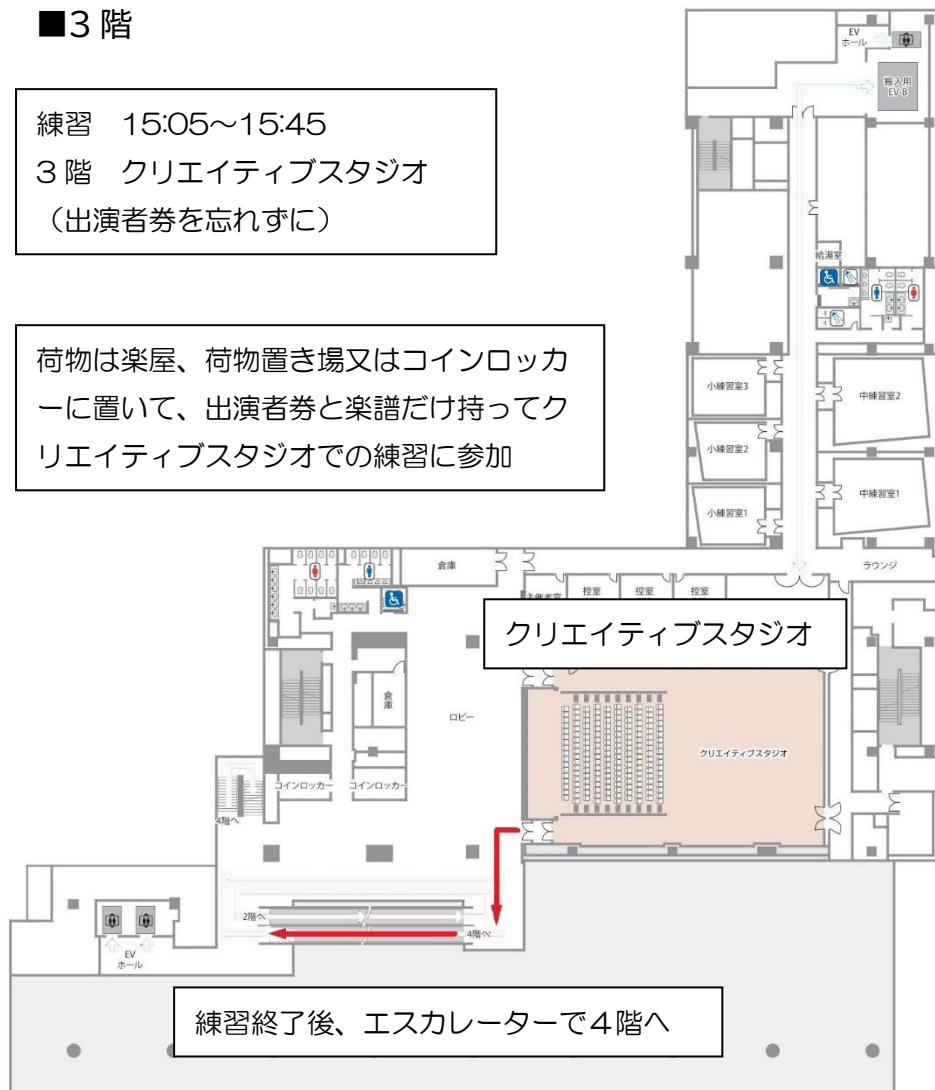 ■3 階
練習　15:05～15:45
3 階　クリエイティブスタジオ
（出演者券を忘れずに）
荷物は楽屋、荷物置き場又はコインロッカ
ーに置いて、出演者券と楽譜だけ持ってク
リエイティブスタジオでの練習に参加
EV
ホール
搬入用
EV-B
給湯室
小練習室3
中練習室2
小練習室2
小練習室1
中練習室1
ラウンジ
倉庫
主催者室
控室
控室
控室
クリエイティブスタジオ
倉庫
ロビー
クリエイティブスタジオ
コインロッカー
コインロッカー
4階へ
2階へ
4階へ
EV
ホール
練習終了後、エスカレーターで４階へ